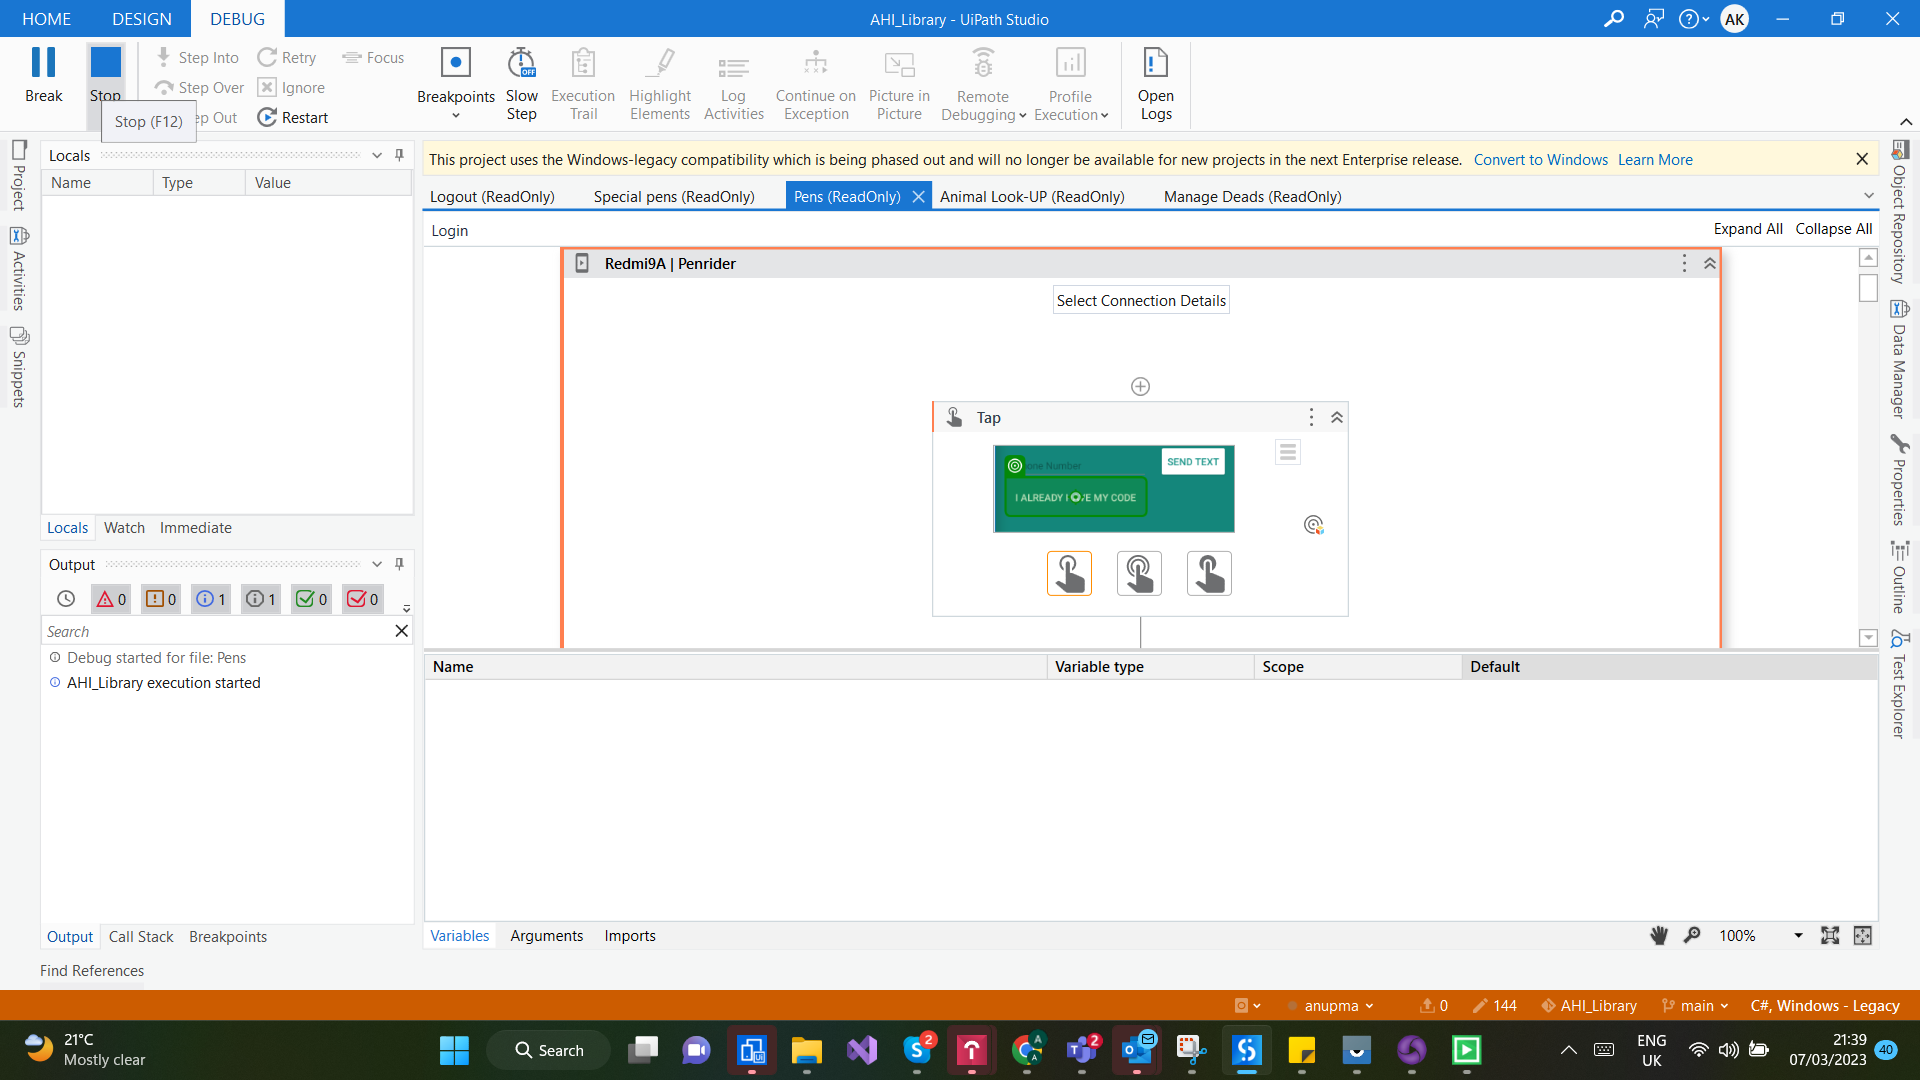 HOME DESIGN DEBUG
AHI_Library - UiPath Studio
AK
Break
Stop
Step Into
Step Over
Retry
Ignore
Restart
Focus
Stop (F12)
Breakpoints
Slow Step
OFF
Execution Trail
Highlight Elements
Log Activities
Continue on Exception
Picture in Picture
Remote Debugging
Profile Execution
Open Logs
Project
Activities
Snippets
Locals
Name Type Value
Locals Watch Immediate
Output
0 0 1 1 0 0
Search
Debug started for file: Pens
AHI_Library execution started
Output Call Stack Breakpoints
Find References
This project uses the Windows-legacy compatibility which is being phased out and will no longer be available for new projects in the next Enterprise release. Convert to Windows Learn More
Logout (ReadOnly) Special pens (ReadOnly) Pens (ReadOnly) Animal Look-UP (ReadOnly) Manage Deads (ReadOnly)
Login
Expand All Collapse All
Redmi9A | Penrider
Select Connection Details
Tap
Number
SEND TEXT
I ALREADY MY CODE
Name Variable type Scope Default
Variables Arguments Imports
100%
Object Repository
Data Manager
Properties
Outline
Test Explorer
anupma 0 144 AHI_Library main C#, Windows - Legacy
21°C
Mostly clear
Search
2
A
A
2
ENG
UK
21:39
07/03/2023
40